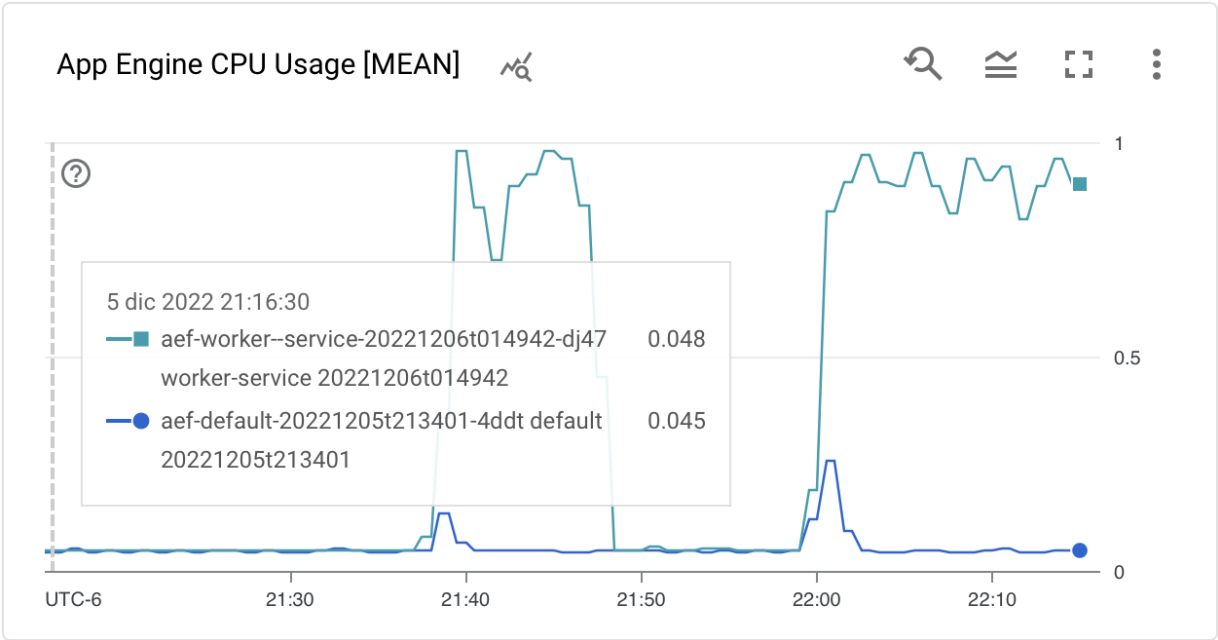 App Engine CPU Usage [MEAN]
1
5 dic 2022 21:16:30
aef-worker--service-20221206t014942-dj47 0.048
worker-service 20221206t014942
0.5
aef-default-20221205t213401-4ddt default 0.045
20221205t213401
0
UTC-6 21:30 21:40 21:50 22:00 22:10